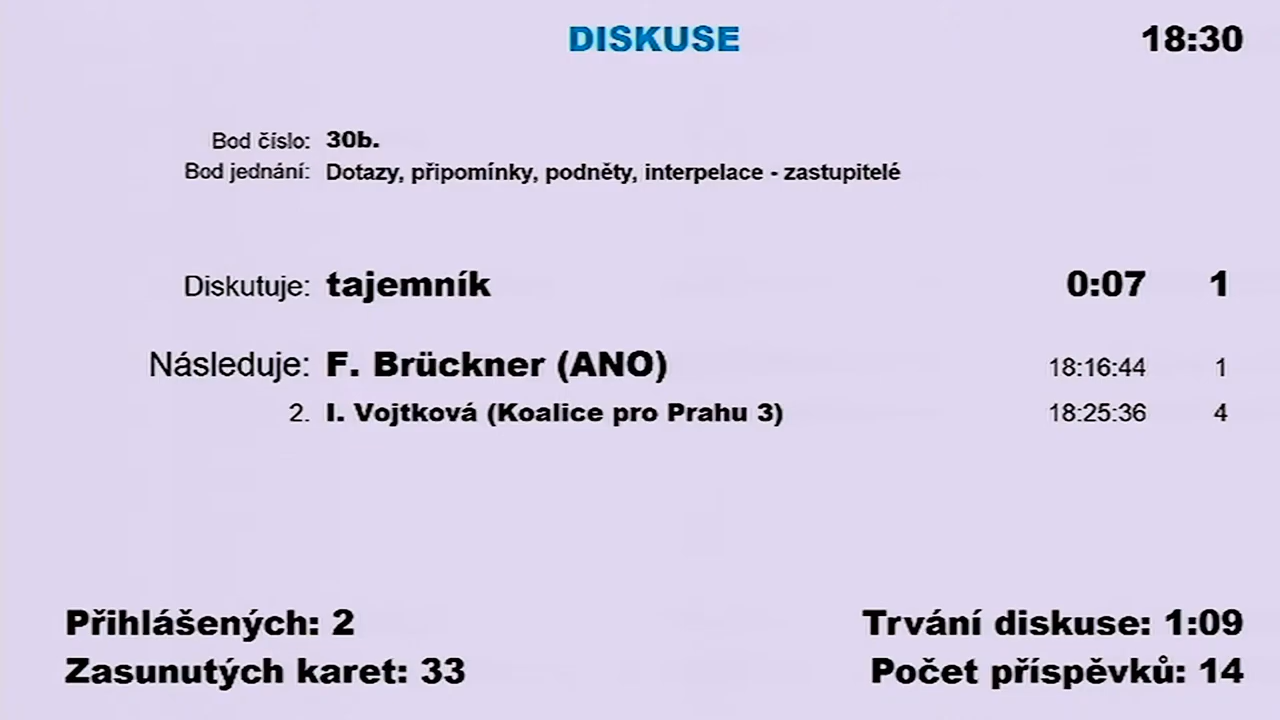 DISKUSE 18:30
Bod číslo: 30b.
Bod jednání: Dotazy, připomínky, podněty, interpelace - zastupitelé
Diskutuje: tajemník 0:07 1
Následuje: F. Brückner (ANO) 18:16:44 1
2. I. Vojtková (Koalice pro Prahu 3) 18:25:36 4
Přihlášených: 2 Trvání diskuse: 1:09
Zasunutých karet: 33 Počet příspěvků: 14